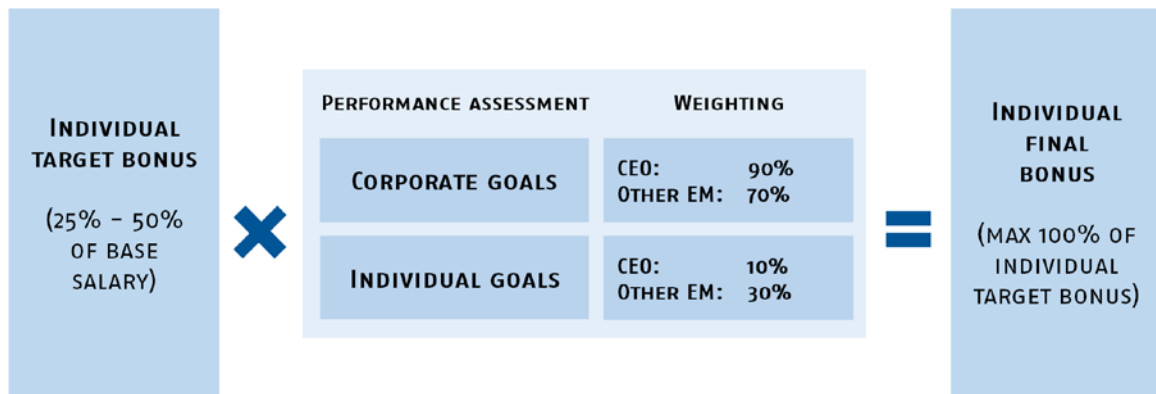 INDIVIDUAL
TARGET BONUS
(25% - 50%
OF BASE
SALARY)
PERFORMANCE ASSESSMENT
WEIGHTING
CORPORATE GOALS
CEO: 90%
OTHER EM: 70%
INDIVIDUAL GOALS
CEO: 10%
OTHER EM: 30%
INDIVIDUAL
FINAL
BONUS
(MAX 100% OF
INDIVIDUAL
TARGET BONUS)